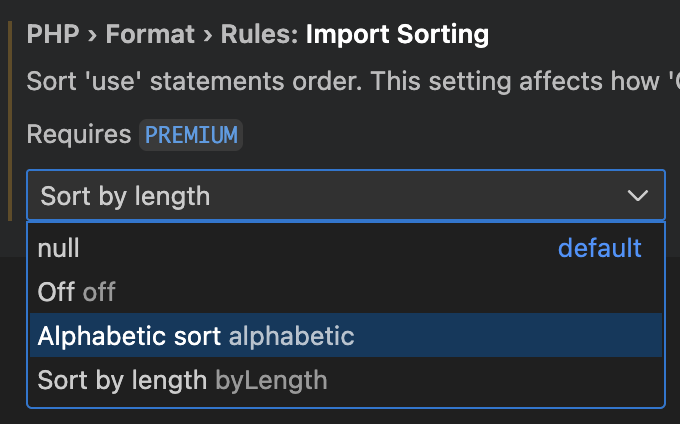 PHP › Format › Rules: Import Sorting
Sort 'use' statements order. This setting affects how '
Requires PREMIUM
Sort by length
null default
Off off
Alphabetic sort alphabetic
Sort by length byLength